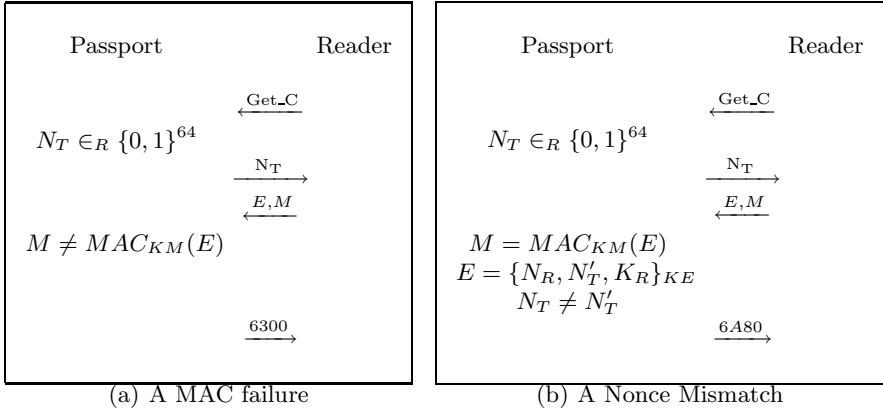 Passport Reader
Get_C
N_T ∈_R {0, 1}^64
N_T
E, M
M ≠ MAC_KM(E)
6300
(a) A MAC failure
Passport Reader
Get_C
N_T ∈_R {0, 1}^64
N_T
E, M
M = MAC_KM(E)
E = {N_R, N'_T, K_R}_KE
N_T ≠ N'_T
6A80
(b) A Nonce Mismatch